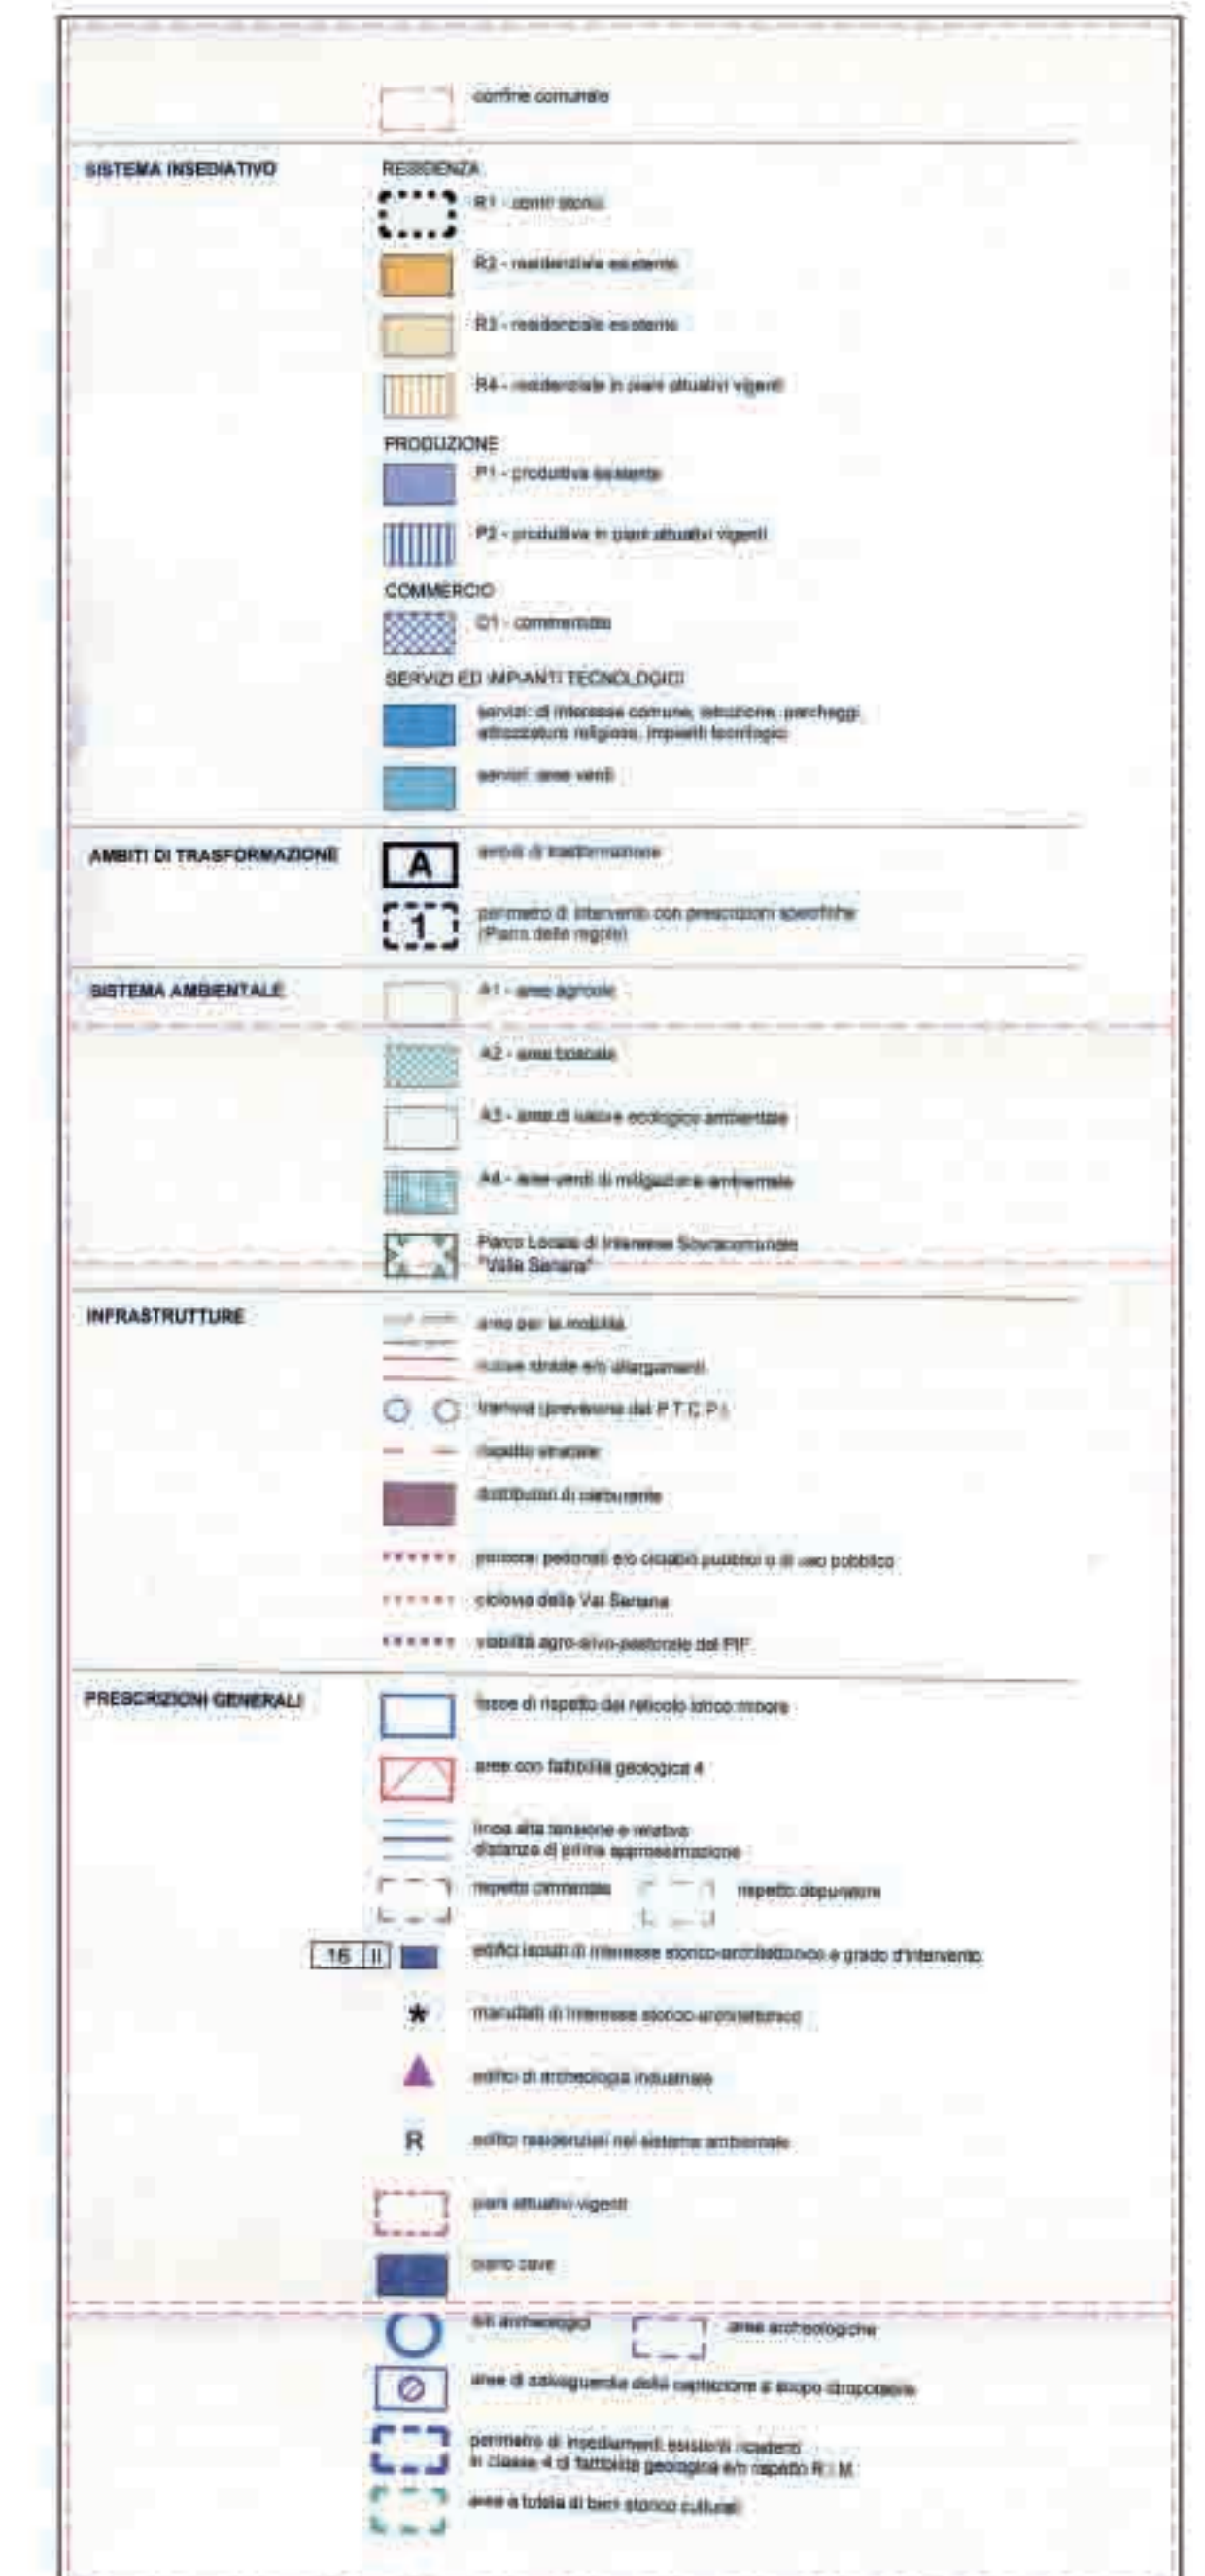 confine comunale
SISTEMA INSEDIATIVO
RESIDENZA
R1 - centri storici
R2 - residenziale esistente
R3 - residenziale esistente
R4 - residenziale in piani attuativi vigenti
PRODUZIONE
P1 - produttiva esistente
P2 - produttiva in piani attuativi vigenti
COMMERCIO
C1 - commerciale
SERVIZI ED IMPIANTI TECNOLOGICI
servizi: di interesse comune, istruzione, parcheggi,
attrezzature religiose, impianti tecnologici
servizi: aree verdi
AMBITI DI TRASFORMAZIONE
A
ambiti di trasformazione
1
perimetro di interventi con prescrizioni specifiche
(Piano delle regole)
SISTEMA AMBIENTALE
A1 - aree agricole
A2 - aree boscate
A3 - aree di valore ecologico ambientale
A4 - aree verdi di mitigazione ambientale
Parco Locale di Interesse Sovracomunale
"Valle Seriana"
INFRASTRUTTURE
aree per la mobilità
nuove strade e/o allargamenti
tramvia (previsione del P.T.C.P.)
rispetto stradale
distributori di carburante
percorsi pedonali e/o ciclabili pubblici o di uso pubblico
ciclovia della Val Seriana
viabilità agro-silvo-pastorale del PIF
PRESCRIZIONI GENERALI
fasce di rispetto del reticolo idrico minore
aree con fattibilità geologica 4
linea alta tensione e relativa
distanza di prima approssimazione
rispetto cimiteriale
rispetto depuratore
16 II
edifici isolati di interesse storico-architettonico e grado d'intervento
*
manufatti di interesse storico-architettonico
edifici di archeologia industriale
R
edifici residenziali nel sistema ambientale
piani attuativi vigenti
piano cave
siti archeologici
aree archeologiche
aree di salvaguardia della captazione a scopo idropotabile
perimetro di insediamenti esistenti ricadenti
in classe 4 di fattibilità geologica e/o rispetto R.I.M.
aree a tutela di beni storico culturali